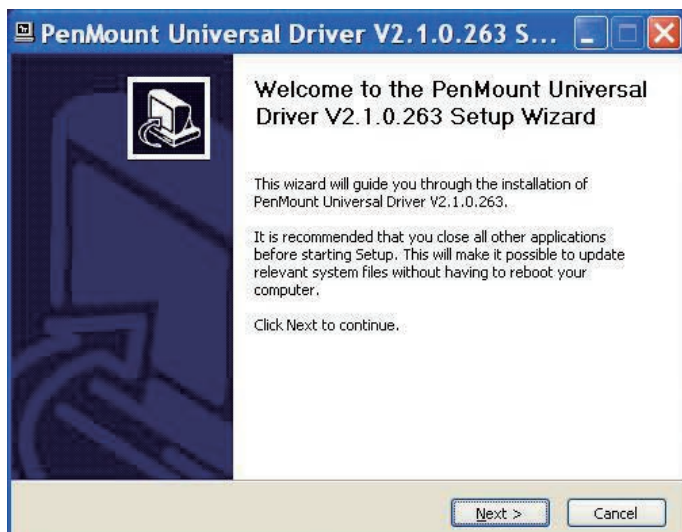 PenMount Universal Driver V2.1.0.263 S...
Welcome to the PenMount Universal
Driver V2.1.0.263 Setup Wizard
This wizard will guide you through the installation of
PenMount Universal Driver V2.1.0.263.
It is recommended that you close all other applications
before starting Setup. This will make it possible to update
relevant system files without having to reboot your
computer.
Click Next to continue.
Next >
Cancel